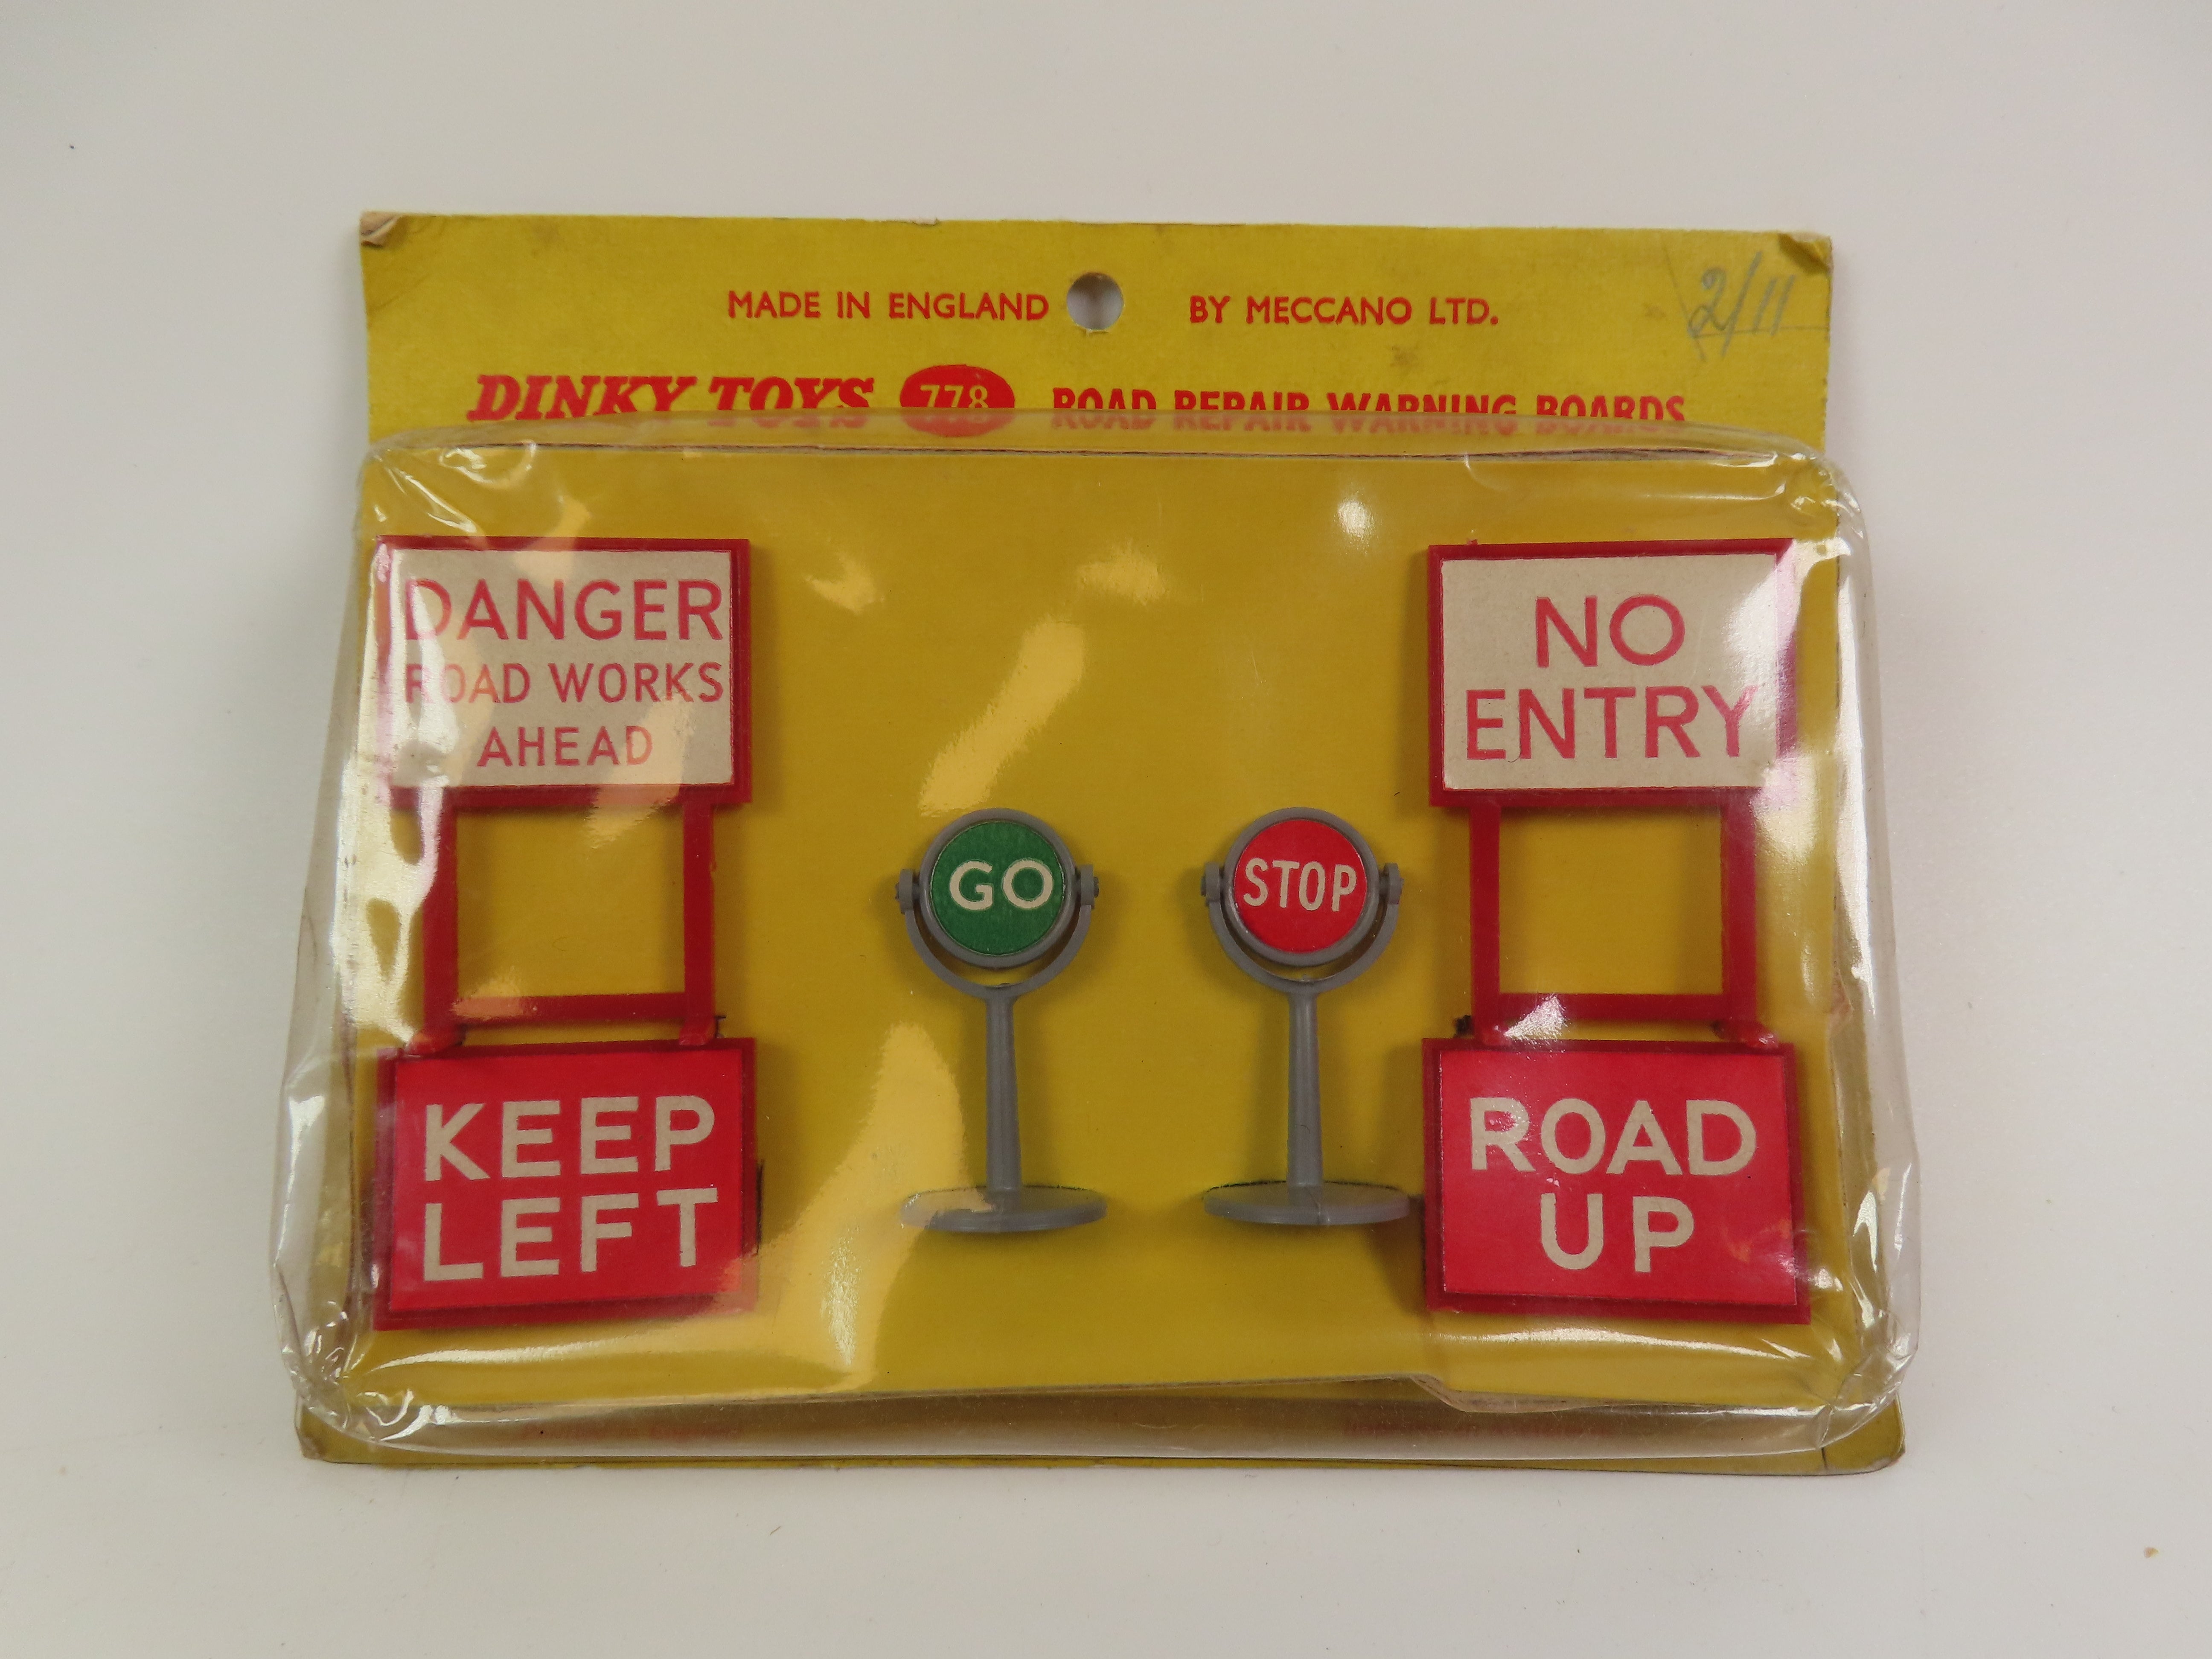 MADE IN ENGLAND BY MECCANO LTD.
2/11
DINKY TOYS 778 ROAD REPAIR WARNING BOARDS
DANGER
ROAD WORKS
AHEAD
NO
ENTRY
GO
STOP
KEEP
LEFT
ROAD
UP